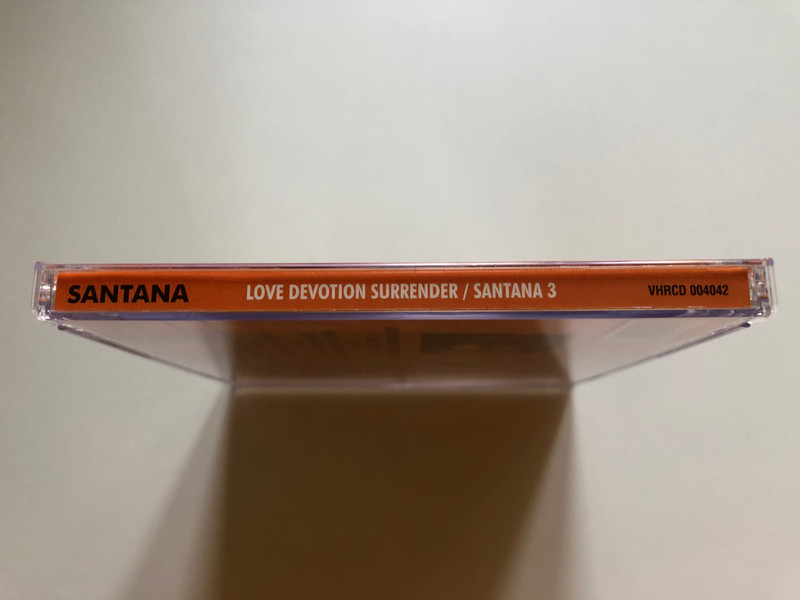 SANTANA LOVE DEVOTION SURRENDER / SANTANA 3 VHRCD 004042